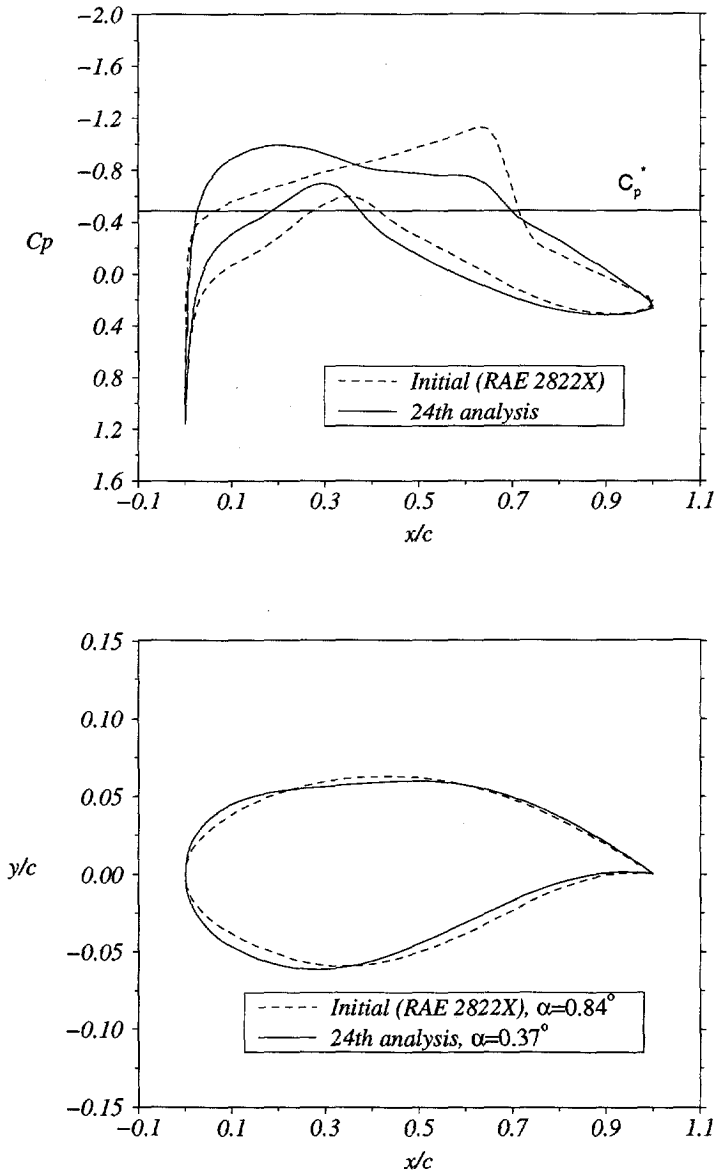 −2.0
−1.6
−1.2
−0.8
−0.4
0.0
0.4
0.8
1.2
1.6
Cp
Cp*
Initial (RAE 2822X)
24th analysis
−0.1 0.1 0.3 0.5 0.7 0.9 1.1
x/c
0.15
0.10
0.05
0.00
−0.05
−0.10
−0.15
y/c
Initial (RAE 2822X), α=0.84°
24th analysis, α=0.37°
−0.1 0.1 0.3 0.5 0.7 0.9 1.1
x/c